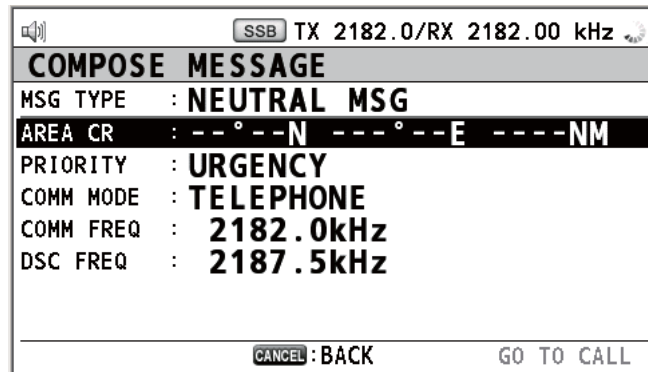 SSB TX 2182.0/RX 2182.00 kHz
COMPOSE MESSAGE
MSG TYPE : NEUTRAL MSG
AREA CR : --°--N ---°--E ----NM
PRIORITY : URGENCY
COMM MODE : TELEPHONE
COMM FREQ : 2182.0kHz
DSC FREQ : 2187.5kHz
CANCEL : BACK GO TO CALL